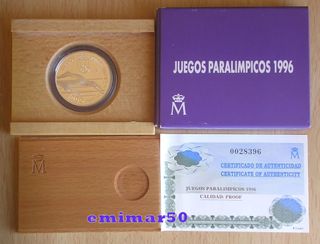 JUEGOS PARALIMPICOS 1996
M
0028396
M
CERTIFICADO DE AUTENTICIDAD
CERTIFICATE OF AUTHENTICITY
JUEGOS PARALIMPICOS 1996
CALIDAD: PROOF
M
emimar50